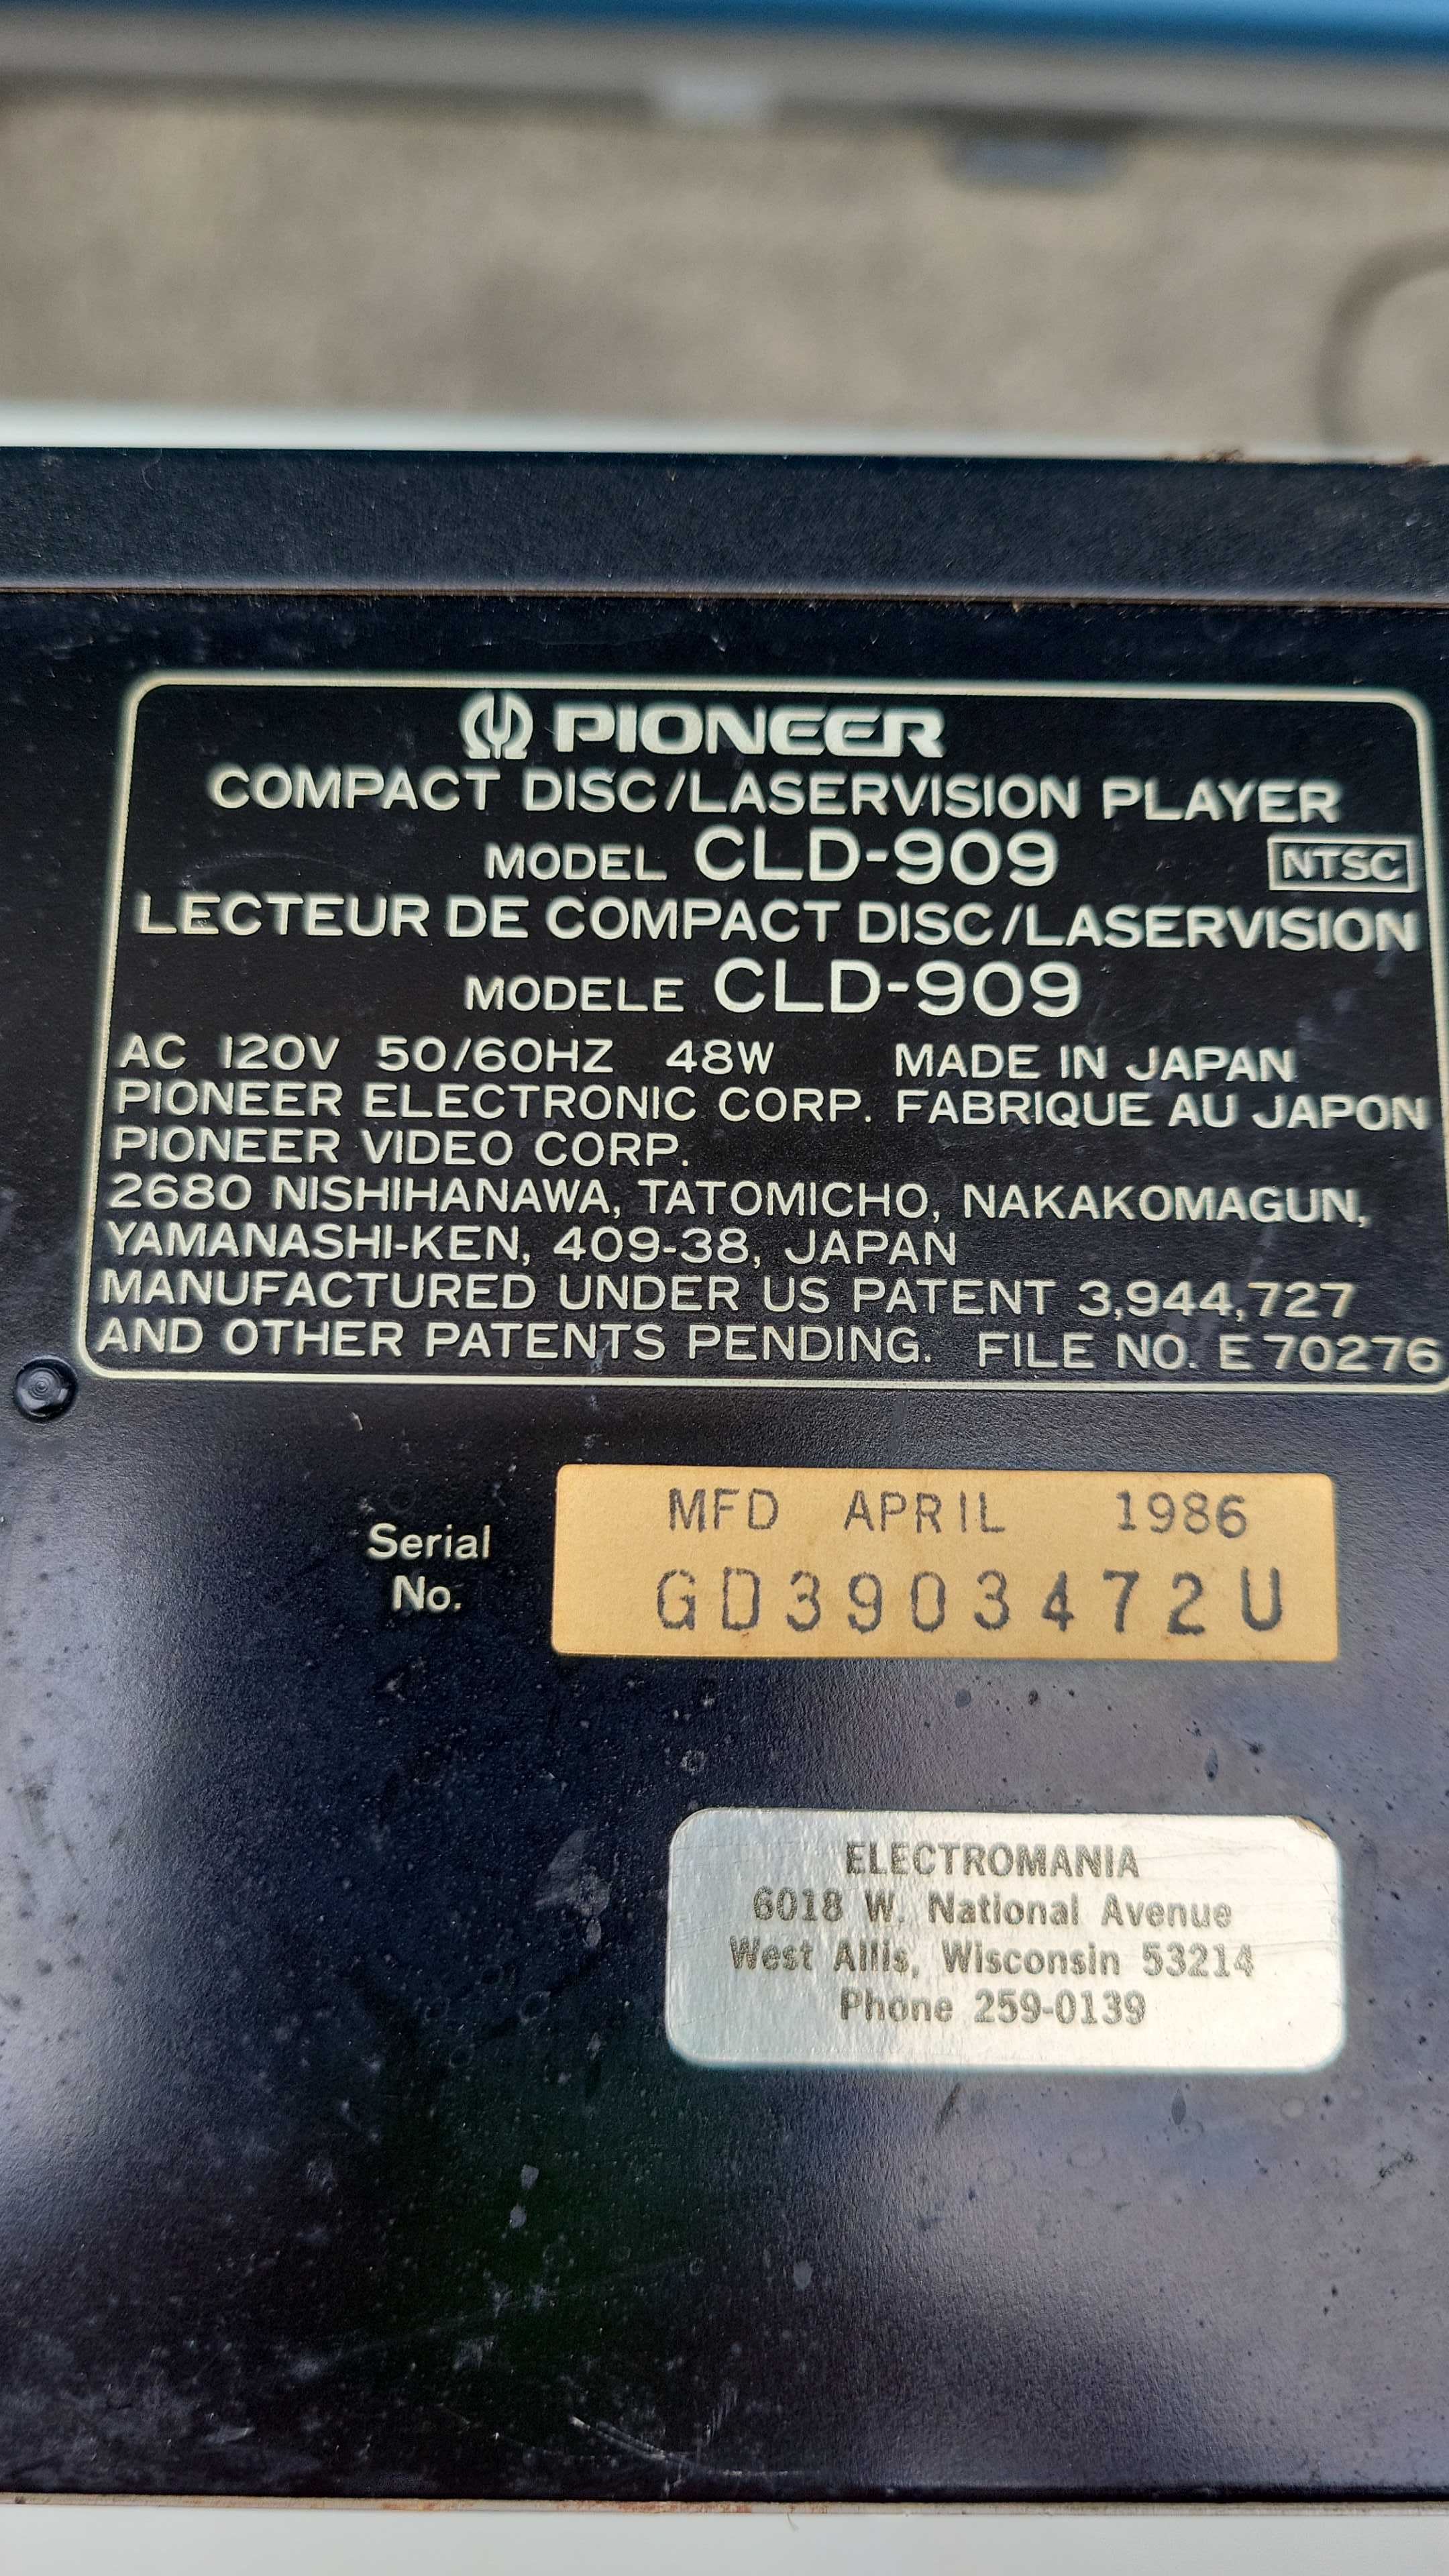 PIONEER
COMPACT DISC/LASERVISION PLAYER
MODEL CLD-909 NTSC
LECTEUR DE COMPACT DISC/LASERVISION
MODELE CLD-909
AC 120V 50/60HZ 48W MADE IN JAPAN
PIONEER ELECTRONIC CORP. FABRIQUE AU JAPON
PIONEER VIDEO CORP.
2680 NISHIHANAWA, TATOMICHO, NAKAKOMAGUN,
YAMANASHI-KEN, 409-38, JAPAN
MANUFACTURED UNDER US PATENT 3,944,727
AND OTHER PATENTS PENDING. FILE NO. E 70276
Serial
No.
MFD APRIL 1986
GD3903472U
ELECTROMANIA
6018 W. National Avenue
West Allis, Wisconsin 53214
Phone 259-0139